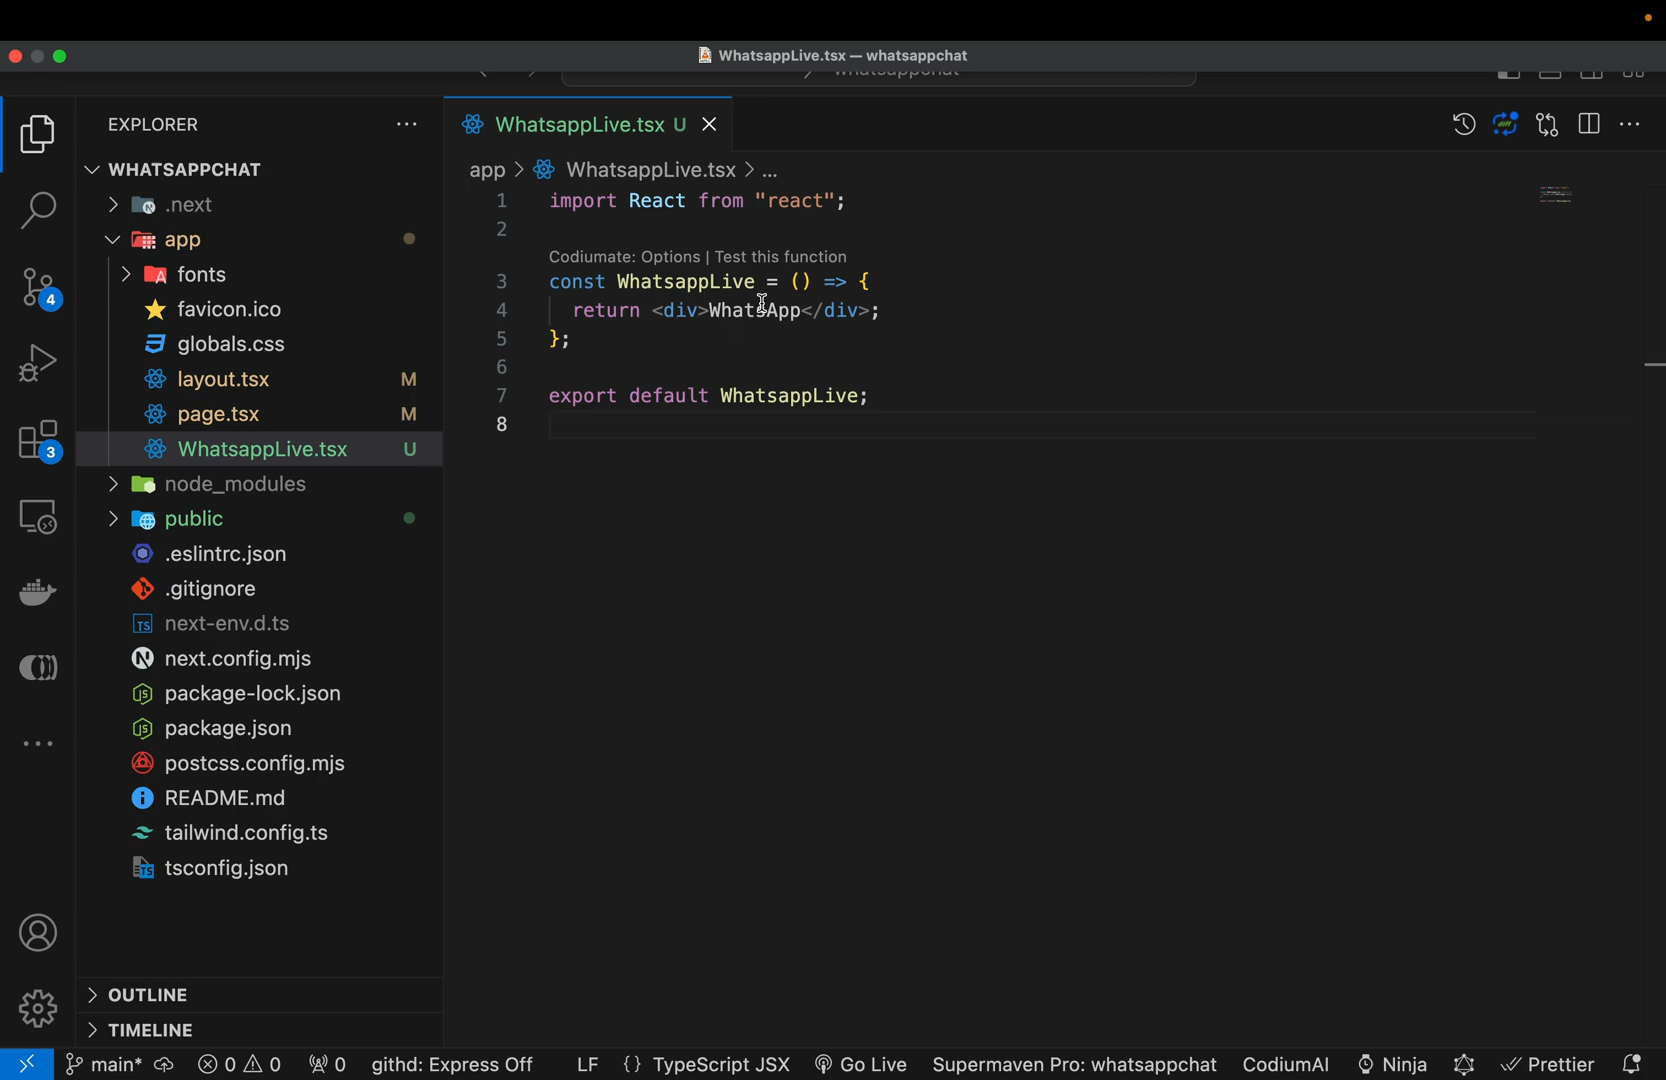 WhatsappLive.tsx — whatsappchat
whatsappchat
EXPLORER
WHATSAPPCHAT
.next
app
fonts
favicon.ico
globals.css
layout.tsx M
page.tsx M
WhatsappLive.tsx U
node_modules
public
.eslintrc.json
.gitignore
next-env.d.ts
next.config.mjs
package-lock.json
package.json
postcss.config.mjs
README.md
tailwind.config.ts
tsconfig.json
OUTLINE
TIMELINE
4
3
WhatsappLive.tsx U
app > WhatsappLive.tsx > ...
1 import React from "react";
2
Codiumate: Options | Test this function
3 const WhatsappLive = () => {
4 return <div>WhatsApp</div>;
5 };
6
7 export default WhatsappLive;
8
main* 0 0 0 githd: Express Off LF {} TypeScript JSX Go Live Supermaven Pro: whatsappchat CodiumAI Ninja Prettier